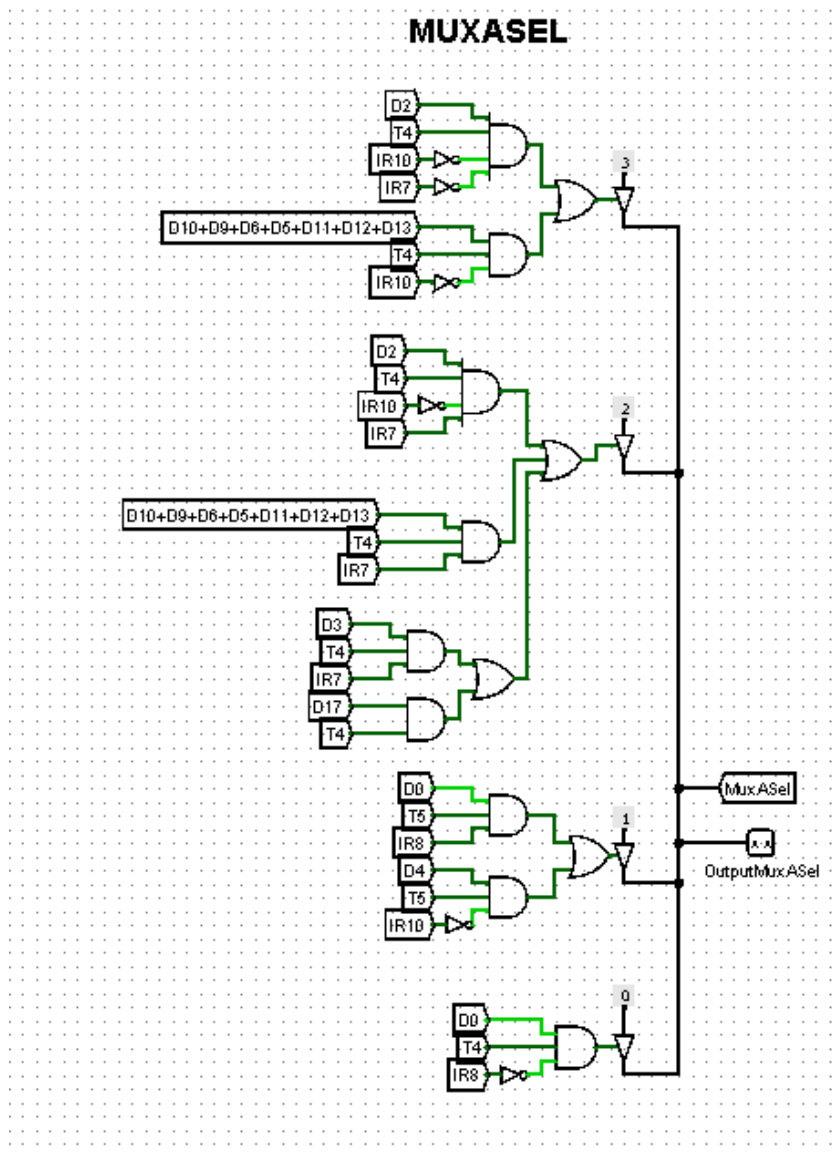 MUXASEL
D2
T4
IR10
IR7
3
D10+D9+D6+D5+D11+D12+D13
T4
IR10
D2
T4
IR10
IR7
2
D10+D9+D6+D5+D11+D12+D13
T4
IR7
D3
T4
IR7
D17
T4
D0
T5
IR8
1
D4
T5
IR10
MuxASel
x x
OutputMuxASel
0
D0
T4
IR8